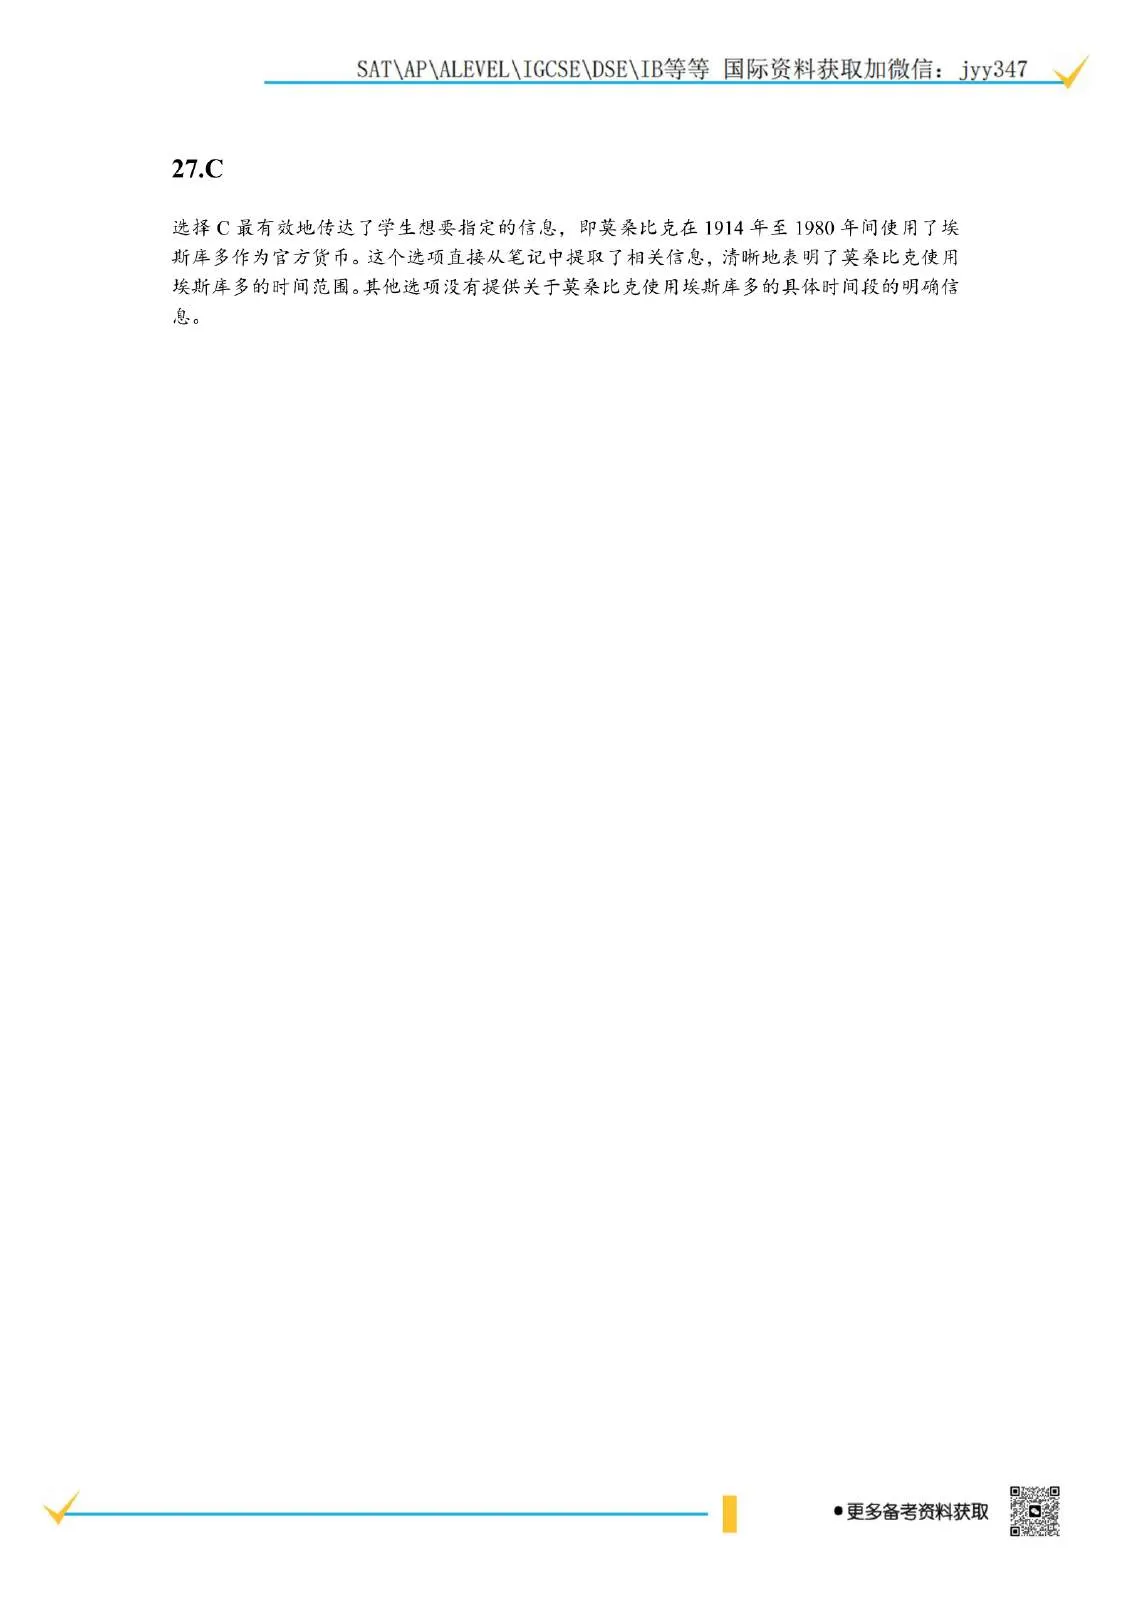 SAT\AP\ALEVEL\IGCSE\DSE\IB等等 国际资料获取加微信：jyy347
27.C
选择 C 最有效地传达了学生想要指定的信息，即莫桑比克在 1914 年至 1980 年间使用了埃
斯库多作为官方货币。这个选项直接从笔记中提取了相关信息，清晰地表明了莫桑比克使用
埃斯库多的时间范围。其他选项没有提供关于莫桑比克使用埃斯库多的具体时间段的明确信
息。
•更多备考资料获取